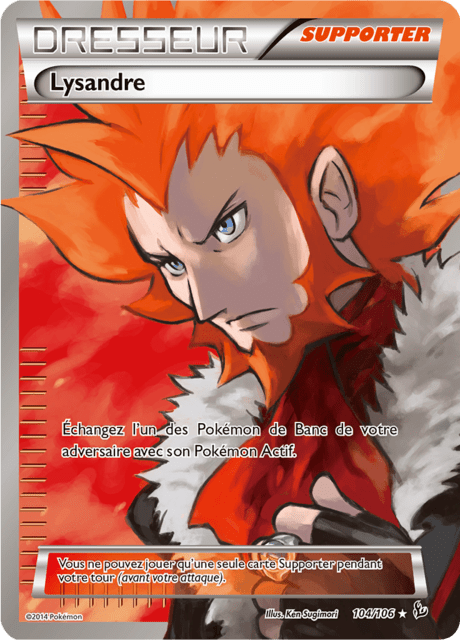 DRESSEUR
SUPPORTER
Lysandre
Échangez l'un des Pokémon de Banc de votre
adversaire avec son Pokémon Actif.
Vous ne pouvez jouer qu'une seule carte Supporter pendant
votre tour (avant votre attaque).
©2014 Pokémon
Illus. Ken Sugimori
104/106 ★